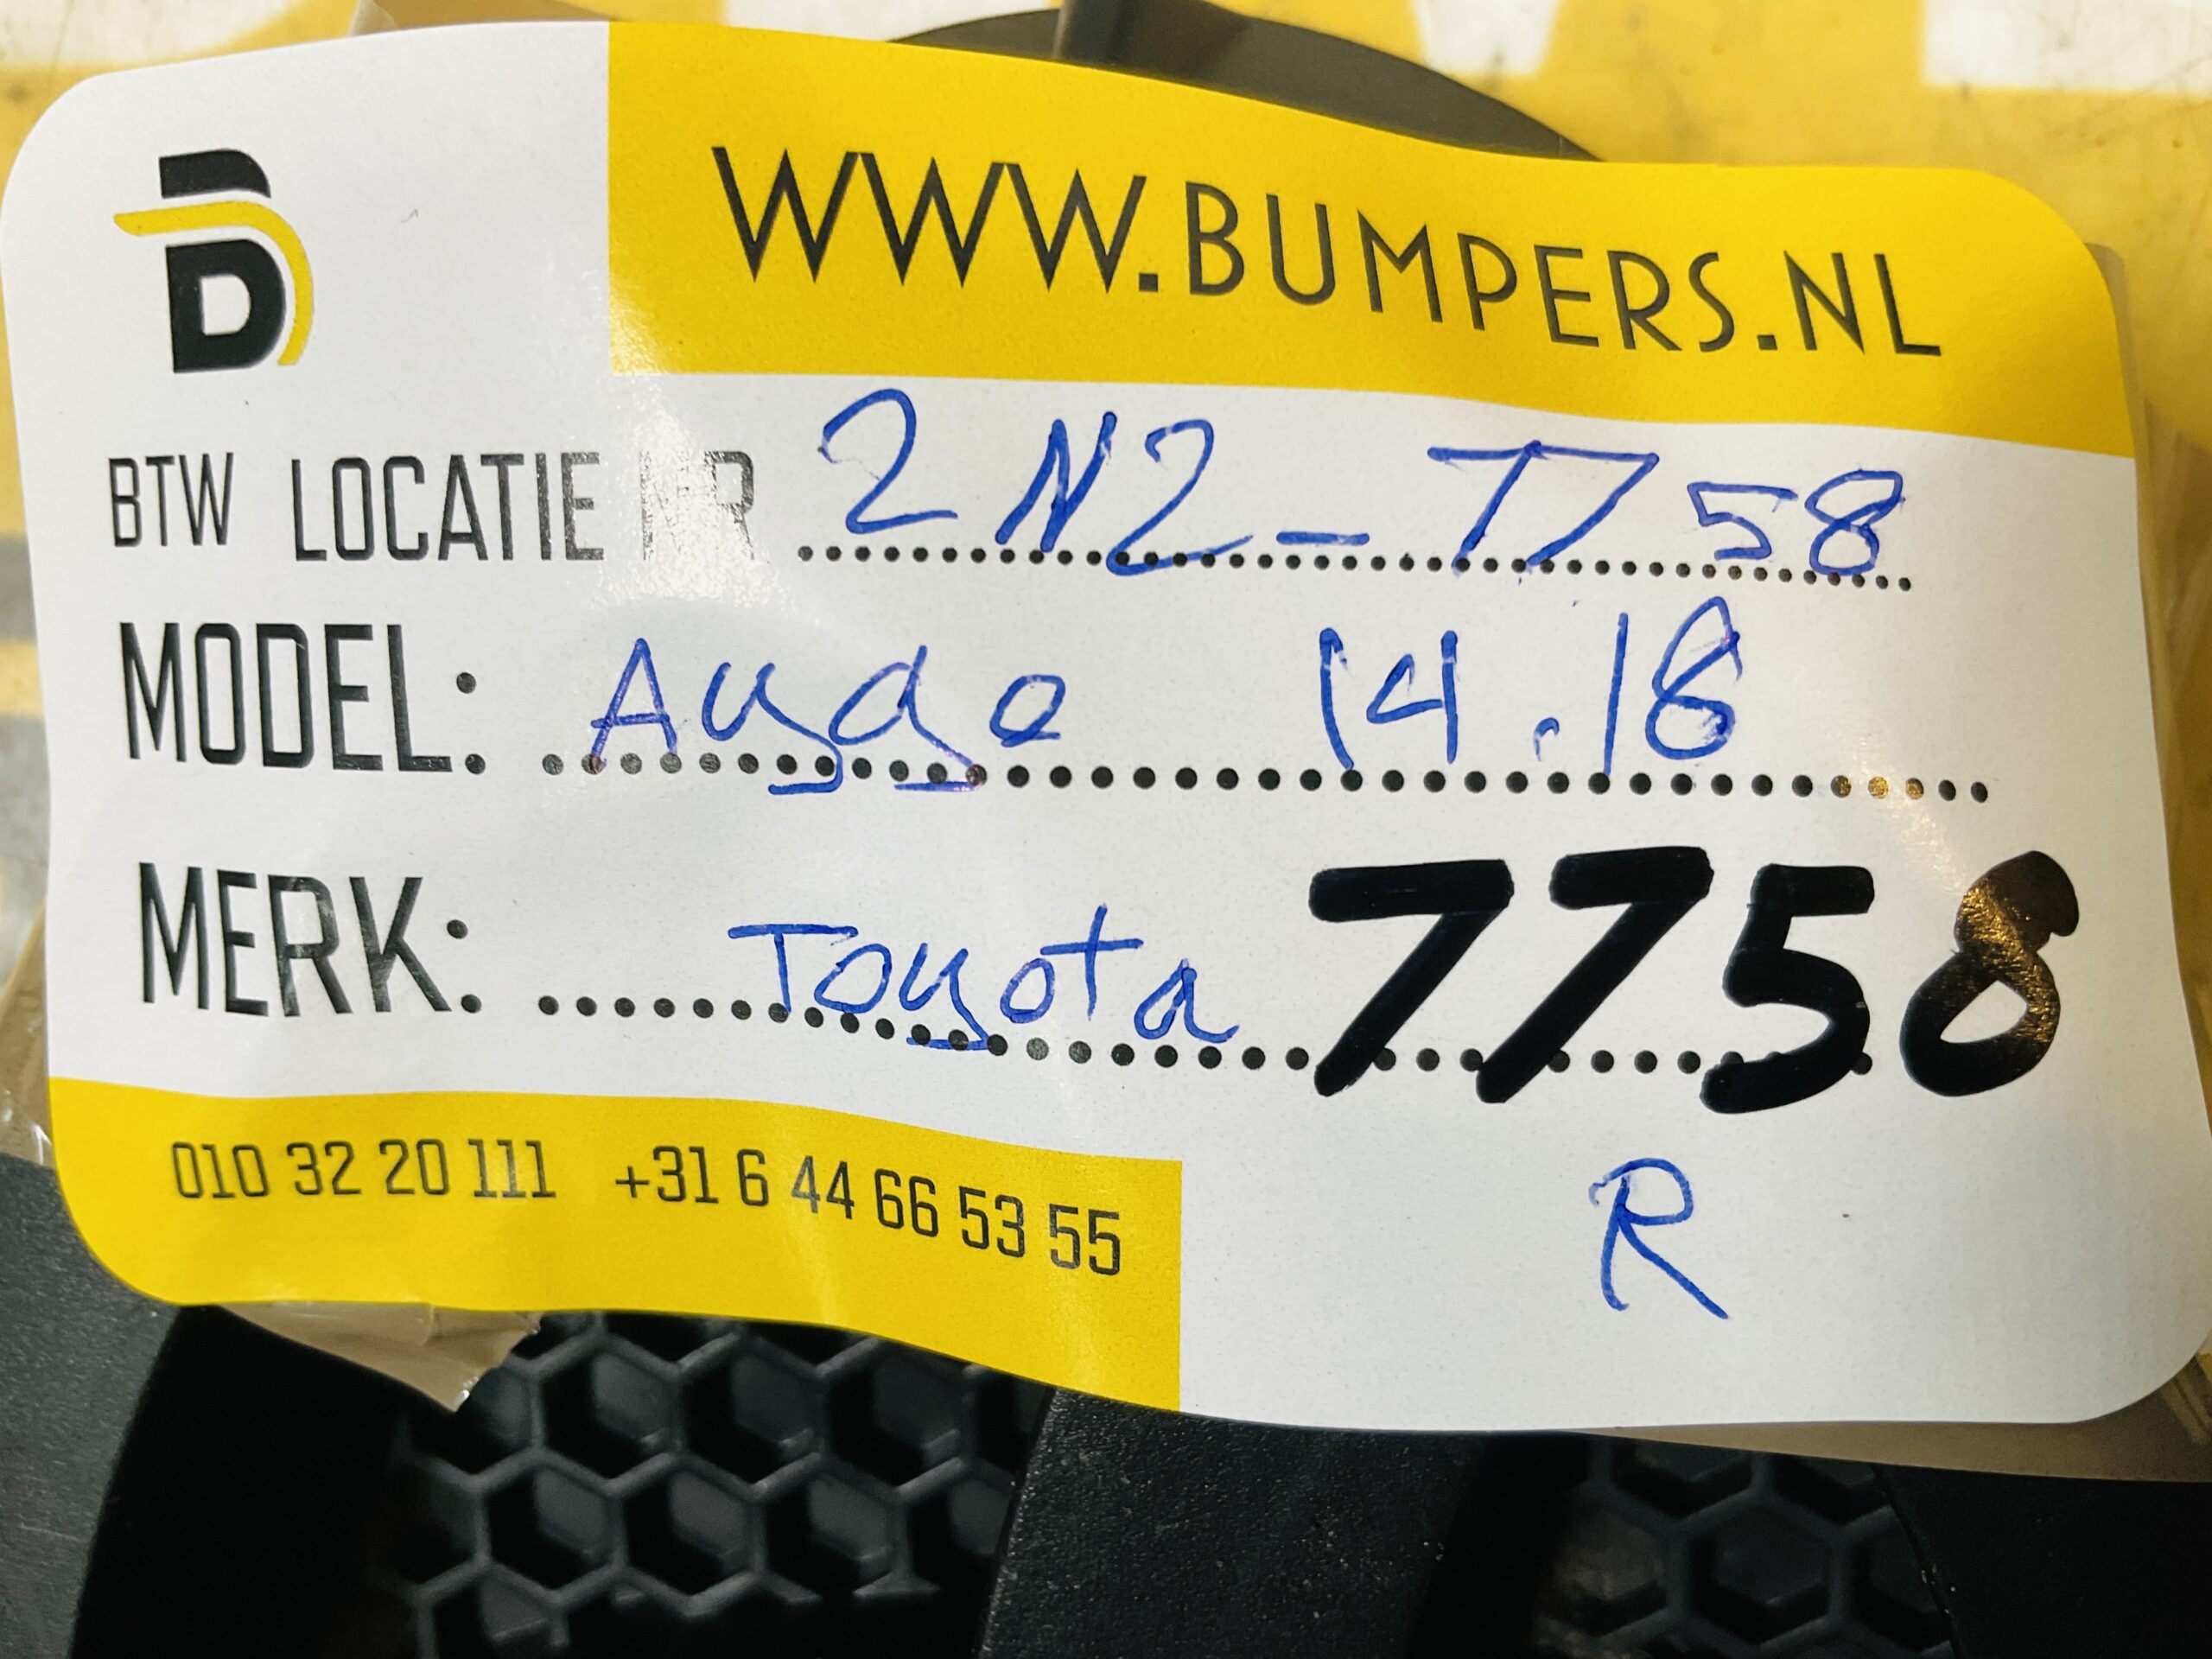 B
WWW.BUMPERS.NL
BTW LOCATIE NR 2N2-7758
MODEL: Aygo 14.18
MERK: Toyota 7758
010 32 20 111 +31 6 44 66 53 55
R